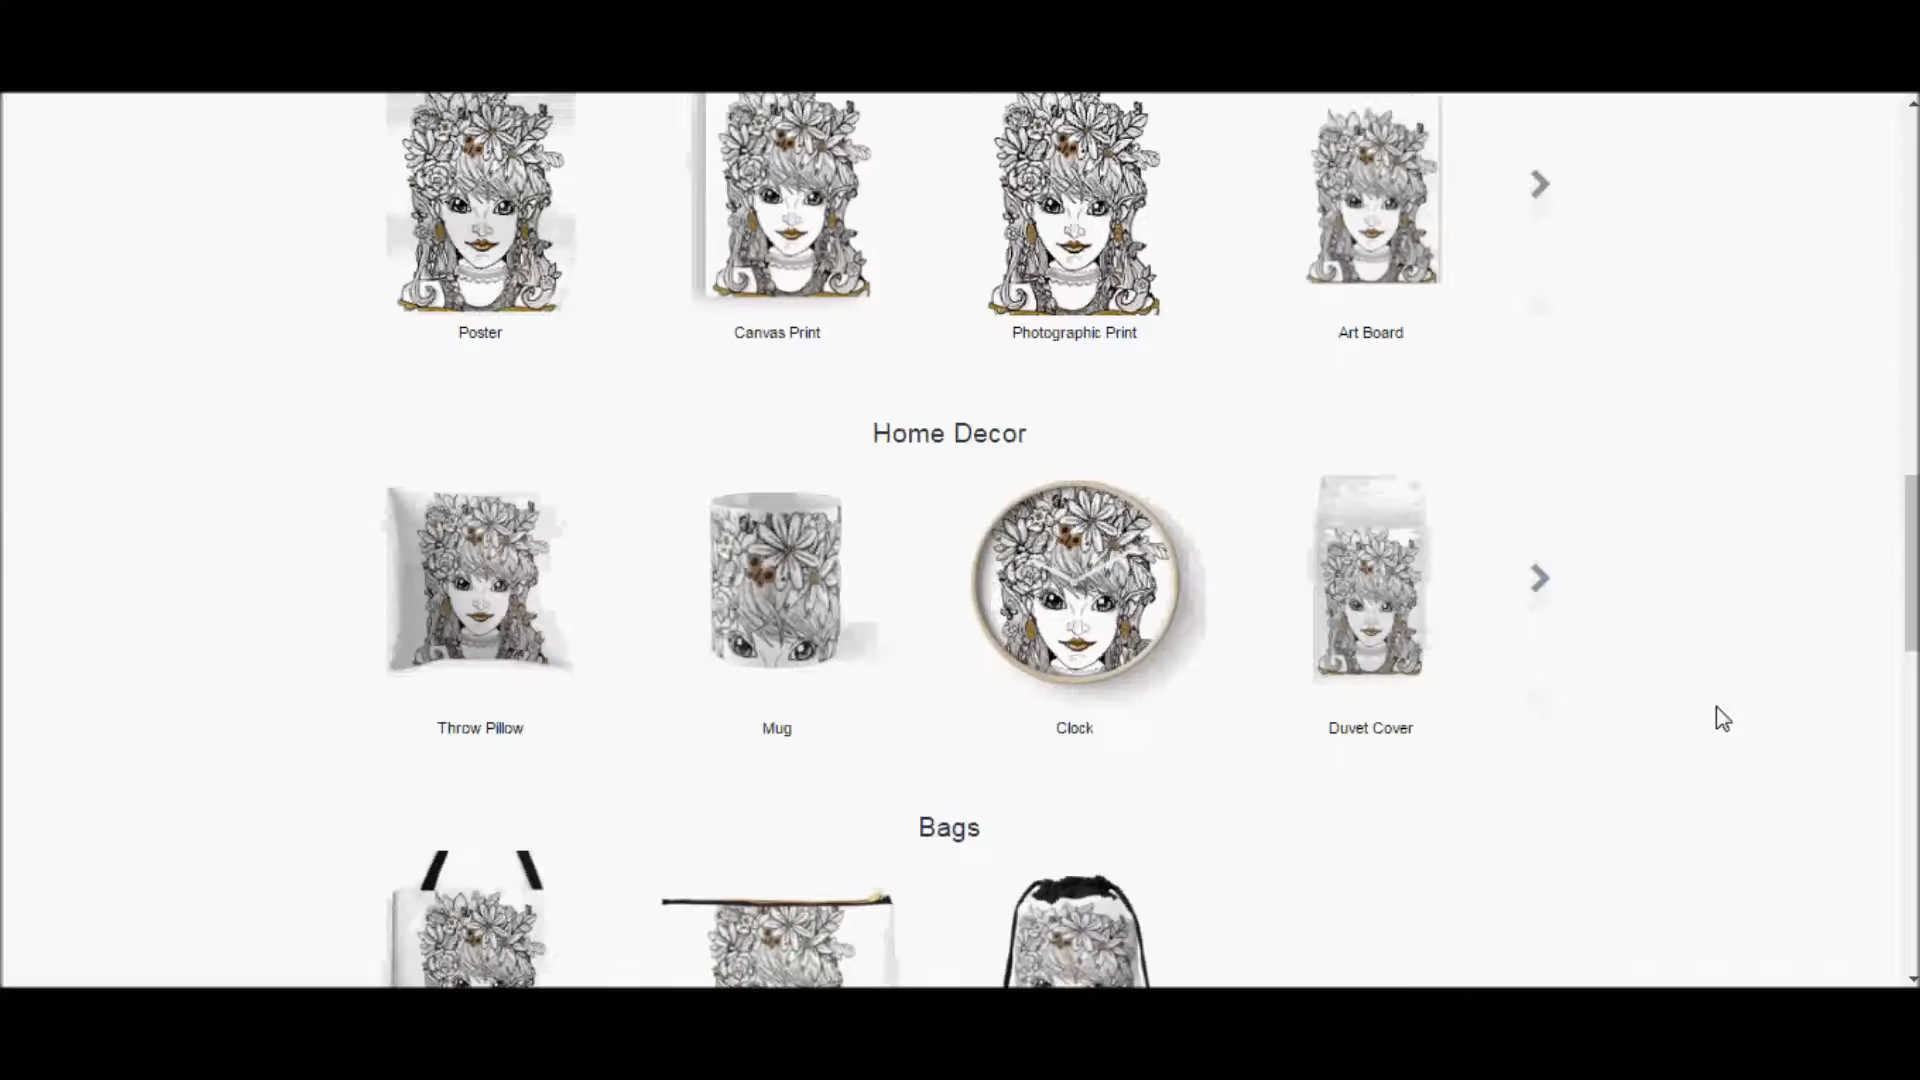 Poster
Canvas Print
Photographic Print
Art Board
Home Decor
Throw Pillow
Mug
Clock
Duvet Cover
Bags